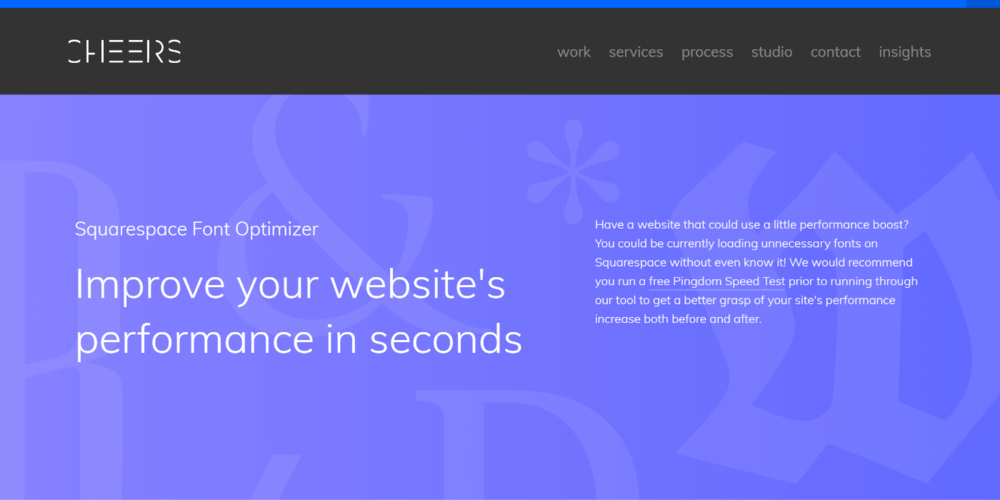 CHEERS
work services process studio contact insights
Squarespace Font Optimizer
Improve your website's
performance in seconds
Have a website that could use a little performance boost?
You could be currently loading unnecessary fonts on
Squarespace without even know it! We would recommend
you run a free Pingdom Speed Test prior to running through
our tool to get a better grasp of your site's performance
increase both before and after.